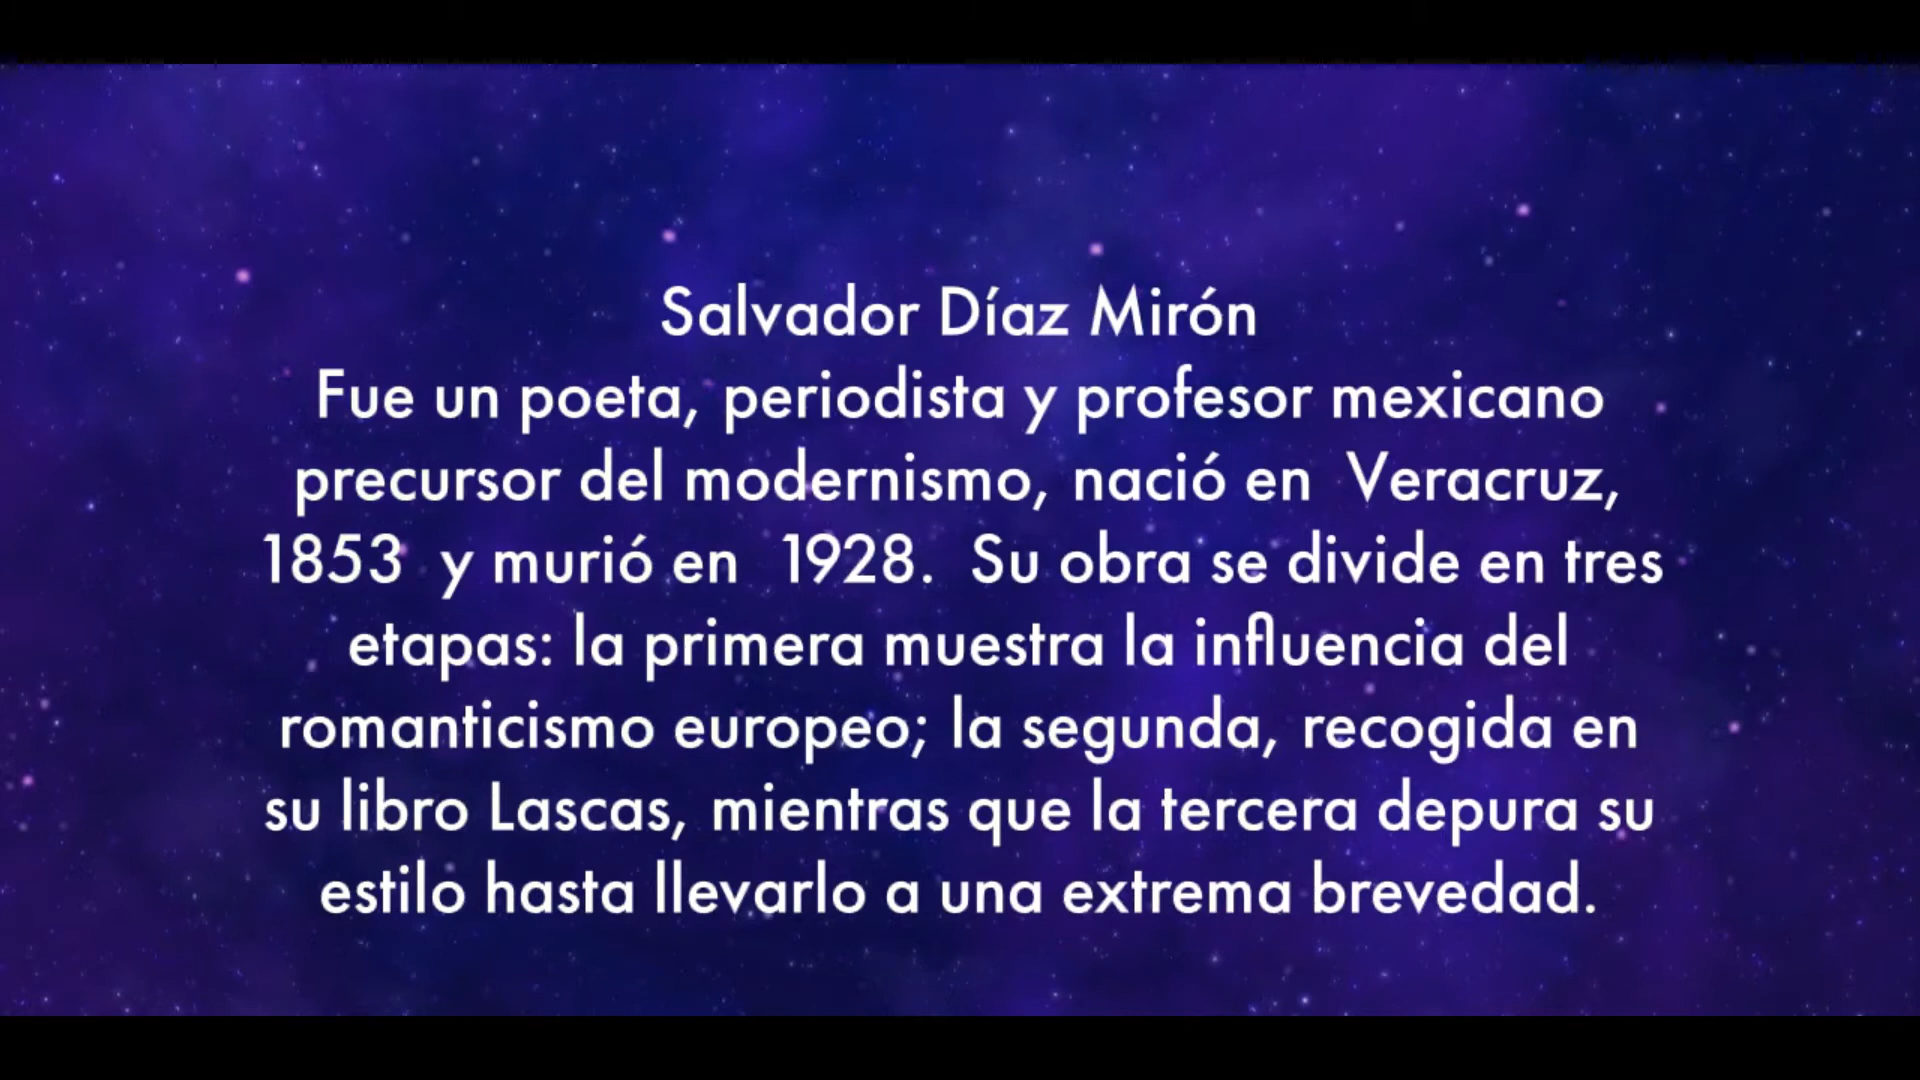 Salvador Díaz Mirón
Fue un poeta, periodista y profesor mexicano
precursor del modernismo, nació en Veracruz,
1853 y murió en 1928. Su obra se divide en tres
etapas: la primera muestra la influencia del
romanticismo europeo; la segunda, recogida en
su libro Lascas, mientras que la tercera depura su
estilo hasta llevarlo a una extrema brevedad.